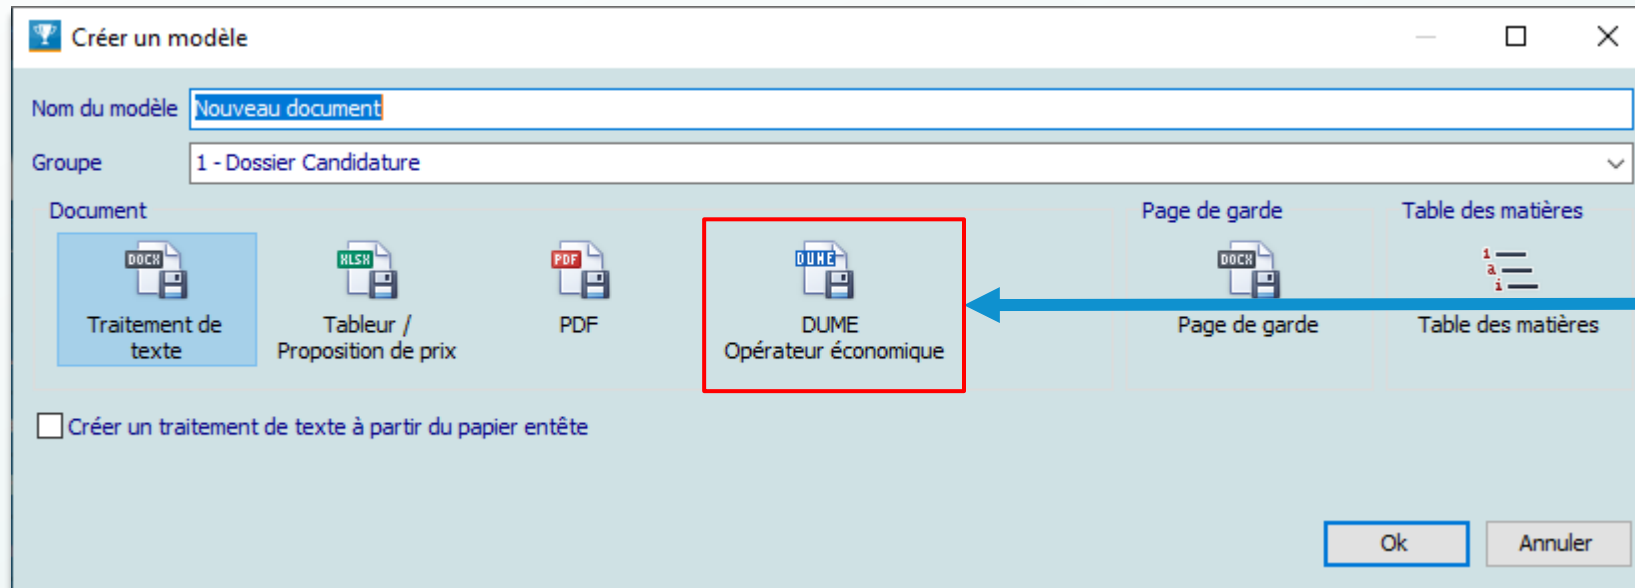 Créer un modèle
Nom du modèle Nouveau document
Groupe 1 - Dossier Candidature
Document Page de garde Table des matières
DOCX XLSX PDF DUME DOCX 1 a i
Traitement de texte
Tableur / Proposition de prix
PDF
DUME
Opérateur économique
Page de garde
Table des matières
Créer un traitement de texte à partir du papier entête
Ok Annuler